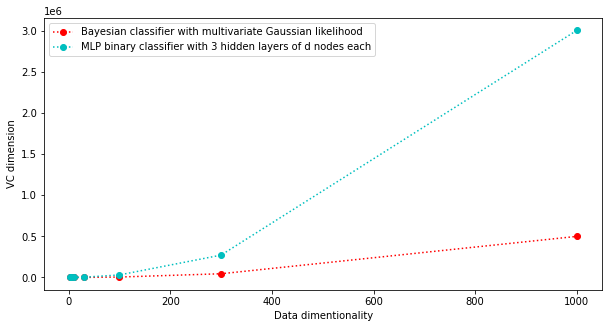 1e6
3.0
2.5
2.0
1.5
1.0
0.5
0.0
VC dimension
Bayesian classifier with multivariate Gaussian likelihood
MLP binary classifier with 3 hidden layers of d nodes each
0 200 400 600 800 1000
Data dimentionality